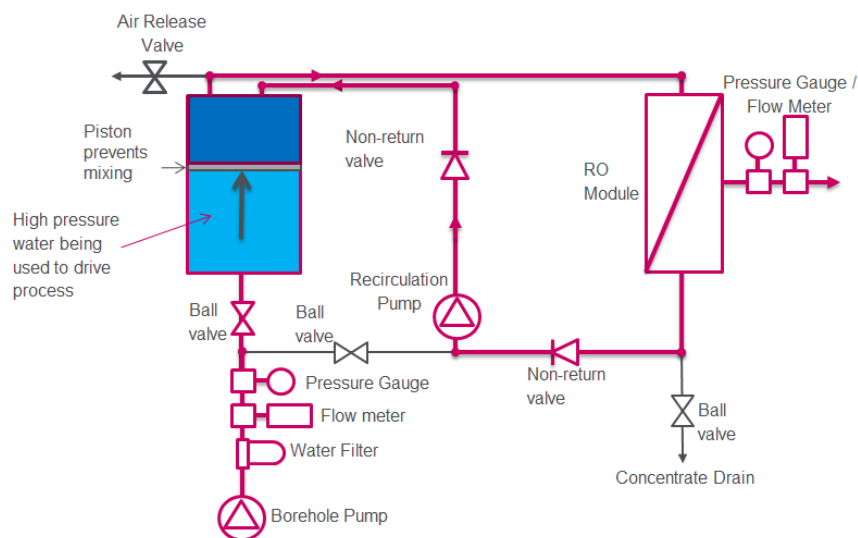 Air Release
Valve
Pressure Gauge /
Flow Meter
Piston
prevents
mixing
Non-return
valve
RO
Module
High pressure
water being
used to drive
process
Recirculation
Pump
Ball
valve
Ball
valve
Pressure Gauge
Non-return
valve
Flow meter
Ball
valve
Water Filter
Concentrate Drain
Borehole Pump